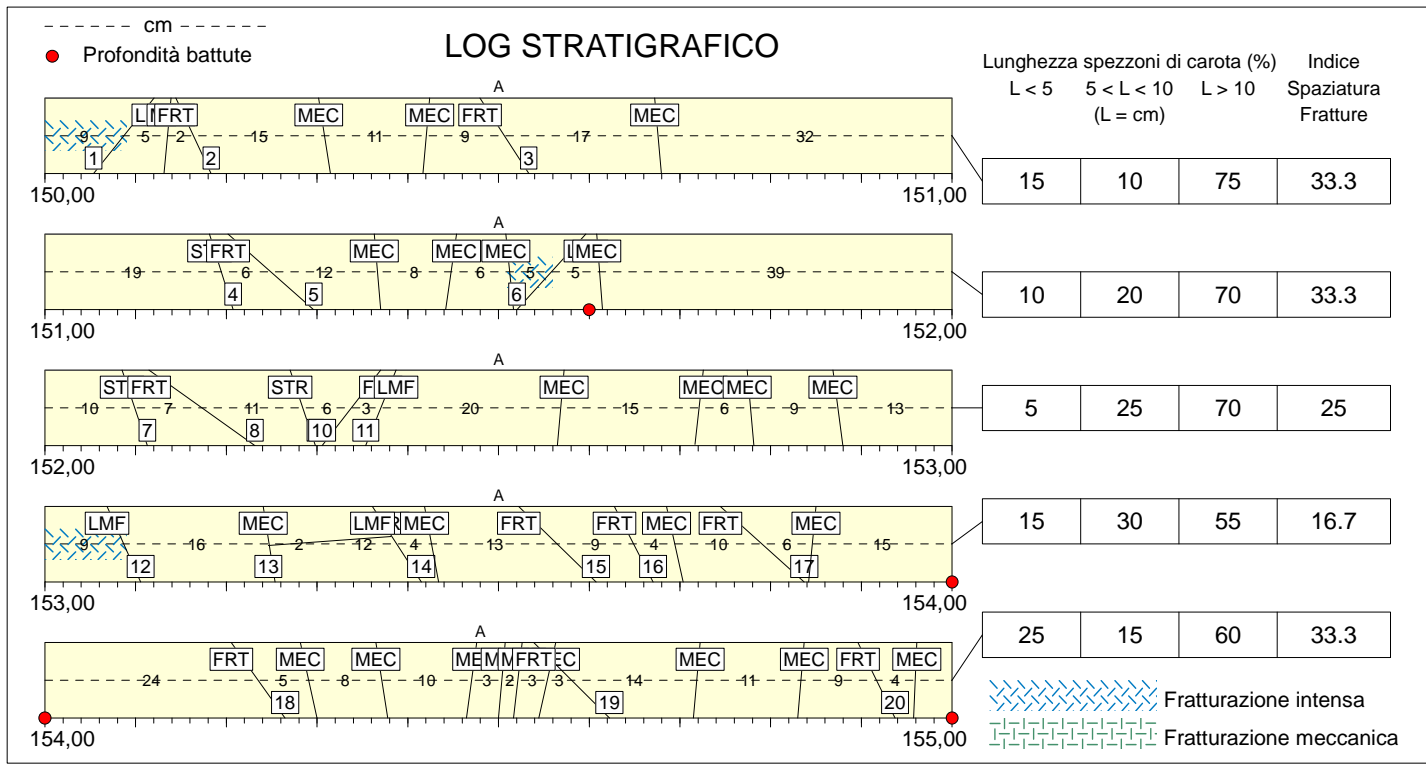 cm
Profondità battute
LOG STRATIGRAFICO
Lunghezza spezzoni di carota (%)
Indice Spaziatura Fratture
L < 5
5 < L < 10
L > 10
(L = cm)
A
MEC FRT MEC MEC FRT MEC
9 5 2 15 11 9 17 32
1 2 3
150,00 151,00
15 10 75 33.3
A
FRT MEC MEC MEC MEC
19 6 12 8 6 5 5 39
4 5 6
151,00 152,00
10 20 70 33.3
A
FRT STR LMF MEC MEC MEC MEC
10 7 11 6 3 20 15 6 9 13
7 8 10 11
152,00 153,00
5 25 70 25
A
LMF MEC LMF MEC FRT FRT MEC FRT MEC
9 16 2 12 4 13 9 4 10 6 15
12 13 14 15 16 17
153,00 154,00
15 30 55 16.7
A
FRT MEC MEC FRT MEC MEC FRT MEC
24 5 8 10 3 2 3 3 14 11 9 4
18 19 20
154,00 155,00
25 15 60 33.3
Fratturazione intensa
Fratturazione meccanica